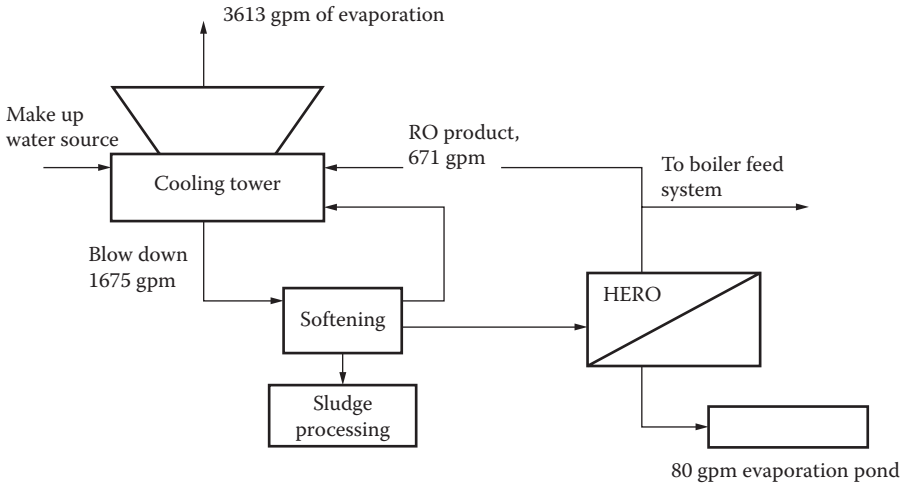 3613 gpm of evaporation
Make up
water source
RO product,
671 gpm
To boiler feed
system
Cooling tower
Blow down
1675 gpm
HERO
Softening
Sludge
processing
80 gpm evaporation pond